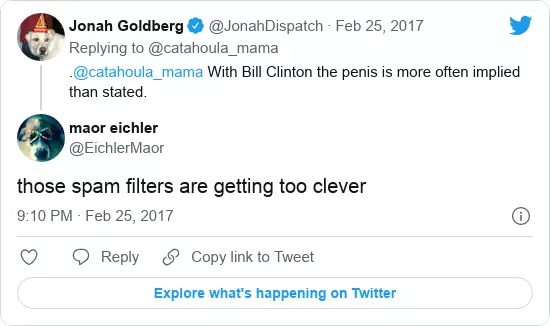 Jonah Goldberg @JonahDispatch · Feb 25, 2017
Replying to @catahoula_mama
.@catahoula_mama With Bill Clinton the penis is more often implied
than stated.
maor eichler
@EichlerMaor
those spam filters are getting too clever
9:10 PM · Feb 25, 2017
Reply Copy link to Tweet
Explore what's happening on Twitter